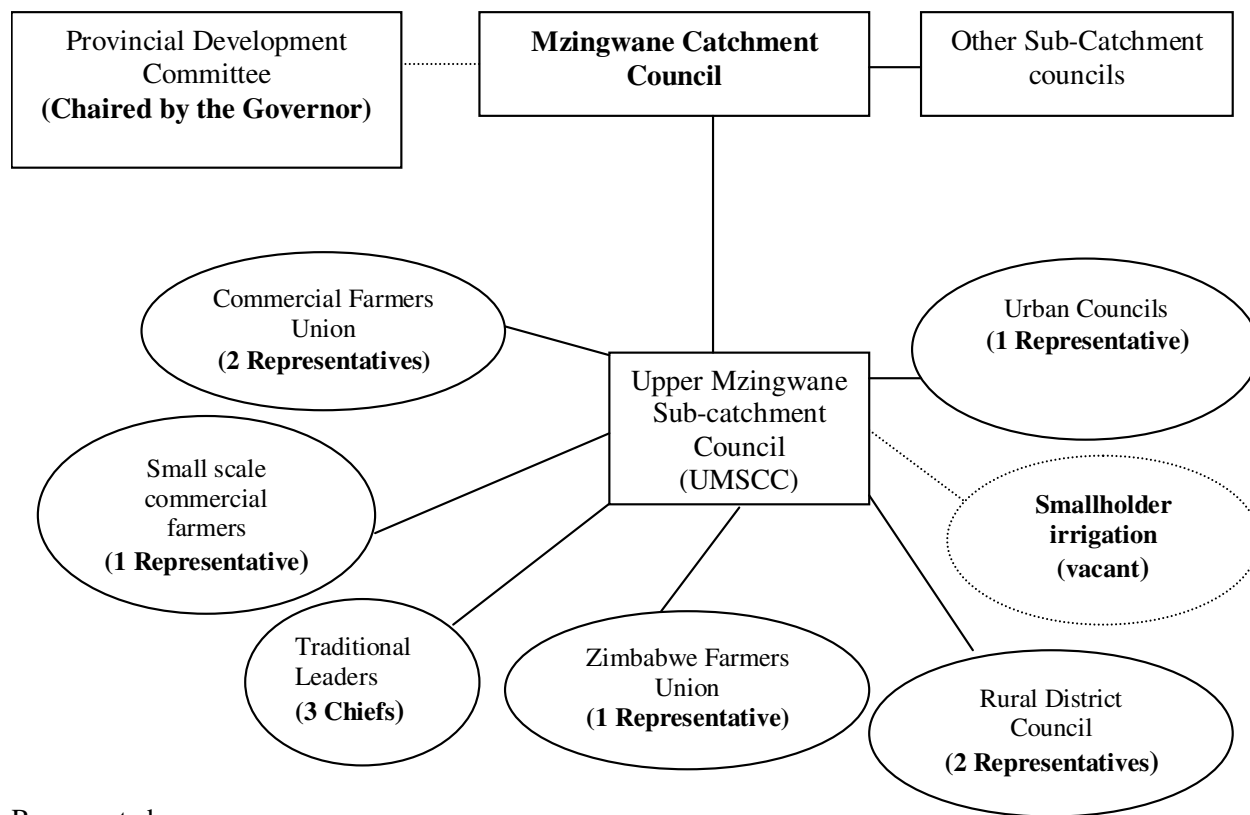 Provincial Development
Committee
(Chaired by the Governor)
Mzingwane Catchment
Council
Other Sub-Catchment
councils
Commercial Farmers
Union
(2 Representatives)
Urban Councils
(1 Representative)
Upper Mzingwane
Sub-catchment
Council
(UMSCC)
Small scale
commercial
farmers
(1 Representative)
Smallholder
irrigation
(vacant)
Traditional
Leaders
(3 Chiefs)
Zimbabwe Farmers
Union
(1 Representative)
Rural District
Council
(2 Representatives)